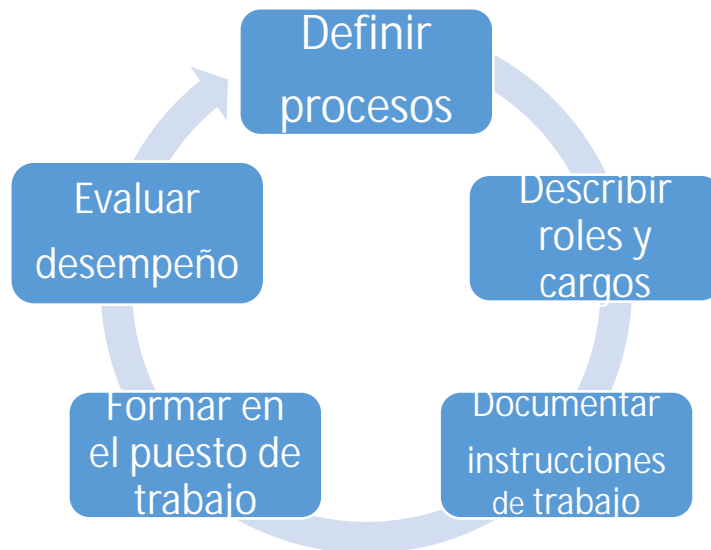 Definir
procesos
Describir
roles y
cargos
Documentar
instrucciones
de trabajo
Formar en
el puesto de
trabajo
Evaluar
desempeño